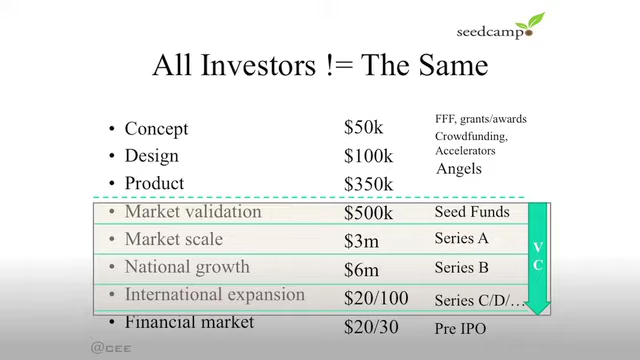 seedcamp
All Investors != The Same
• Concept $50k FFF, grants/awards
Crowdfunding,
Accelerators
• Design $100k
Angels
• Product $350k
• Market validation $500k Seed Funds
• Market scale $3m Series A
• National growth $6m Series B
• International expansion $20/100 Series C/D/…
• Financial market $20/30 Pre IPO
V
C
@CEE